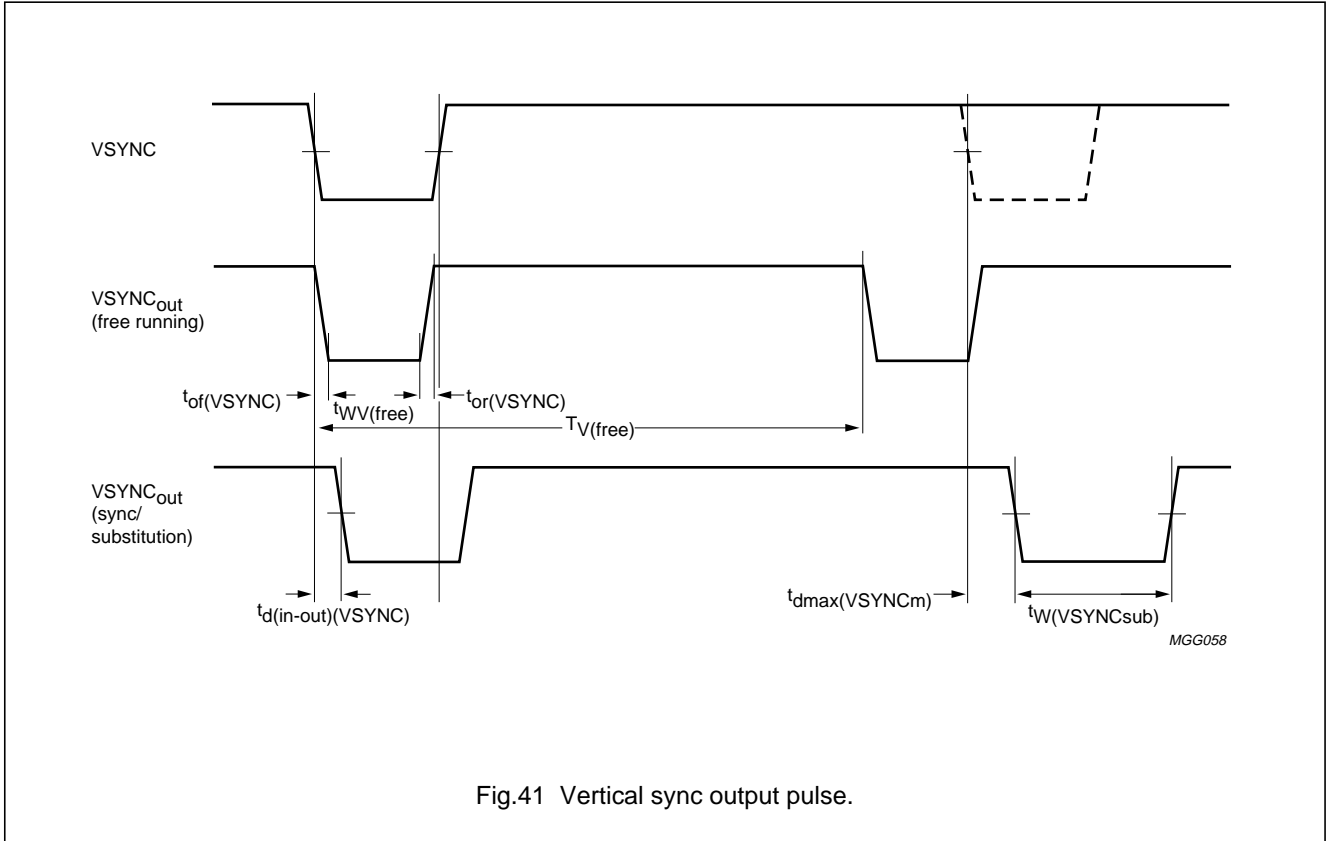 VSYNC
VSYNCout
(free running)
tof(VSYNC)
tWV(free)
tor(VSYNC)
TV(free)
VSYNCout
(sync/
substitution)
td(in-out)(VSYNC)
tdmax(VSYNCm)
tW(VSYNCsub)
MGG058
Fig.41 Vertical sync output pulse.